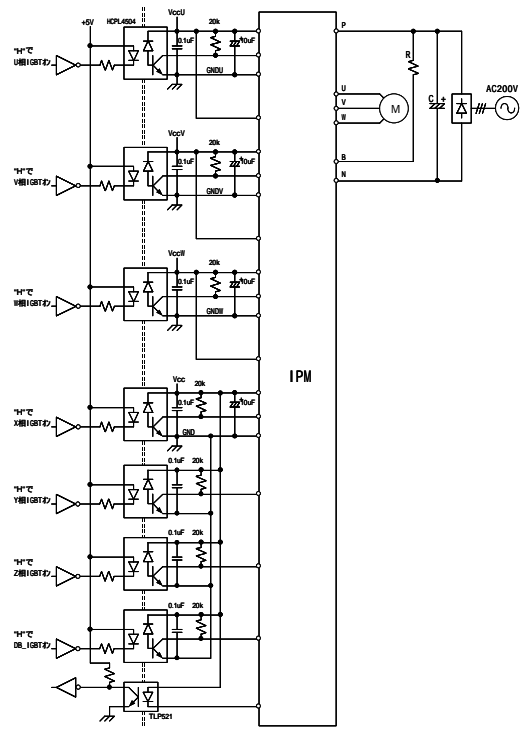 +5V
HCPL4504
VccU
20k
0.1uF
10uF
GNDU
"H"で
U相IGBTオン
VccV
20k
0.1uF
10uF
GNDV
"H"で
V相IGBTオン
VccW
20k
0.1uF
10uF
GNDW
"H"で
W相IGBTオン
Vcc
20k
0.1uF
10uF
GND
"H"で
X相IGBTオン
0.1uF 20k
"H"で
Y相IGBTオン
0.1uF 20k
"H"で
Z相IGBTオン
0.1uF 20k
"H"で
DB_IGBTオン
TLP521
IPM
P
R
U
V
W
M
C
+
AC200V
B
N